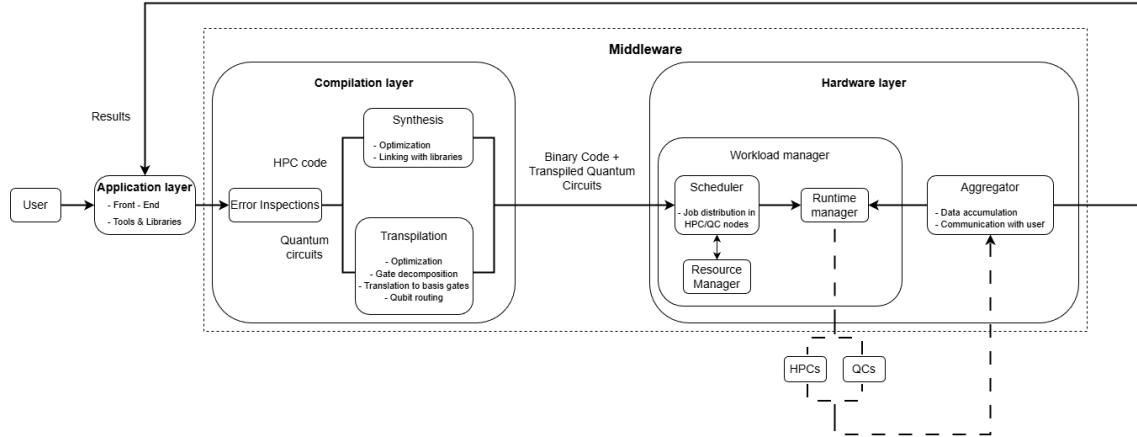 Middleware
Compilation layer
Hardware layer
Results
Synthesis
- Optimization
- Linking with libraries
HPC code
Binary Code +
Transpiled Quantum
Circuits
Workload manager
User
Application layer
- Front - End
- Tools & Libraries
Error Inspections
Scheduler
- Job distribution in
HPC/QC nodes
Runtime
manager
Aggregator
- Data accumulation
- Communication with user
Quantum
circuits
Transpilation
- Optimization
- Gate decomposition
- Translation to basis gates
- Qubit routing
Resource
Manager
HPCs
QCs